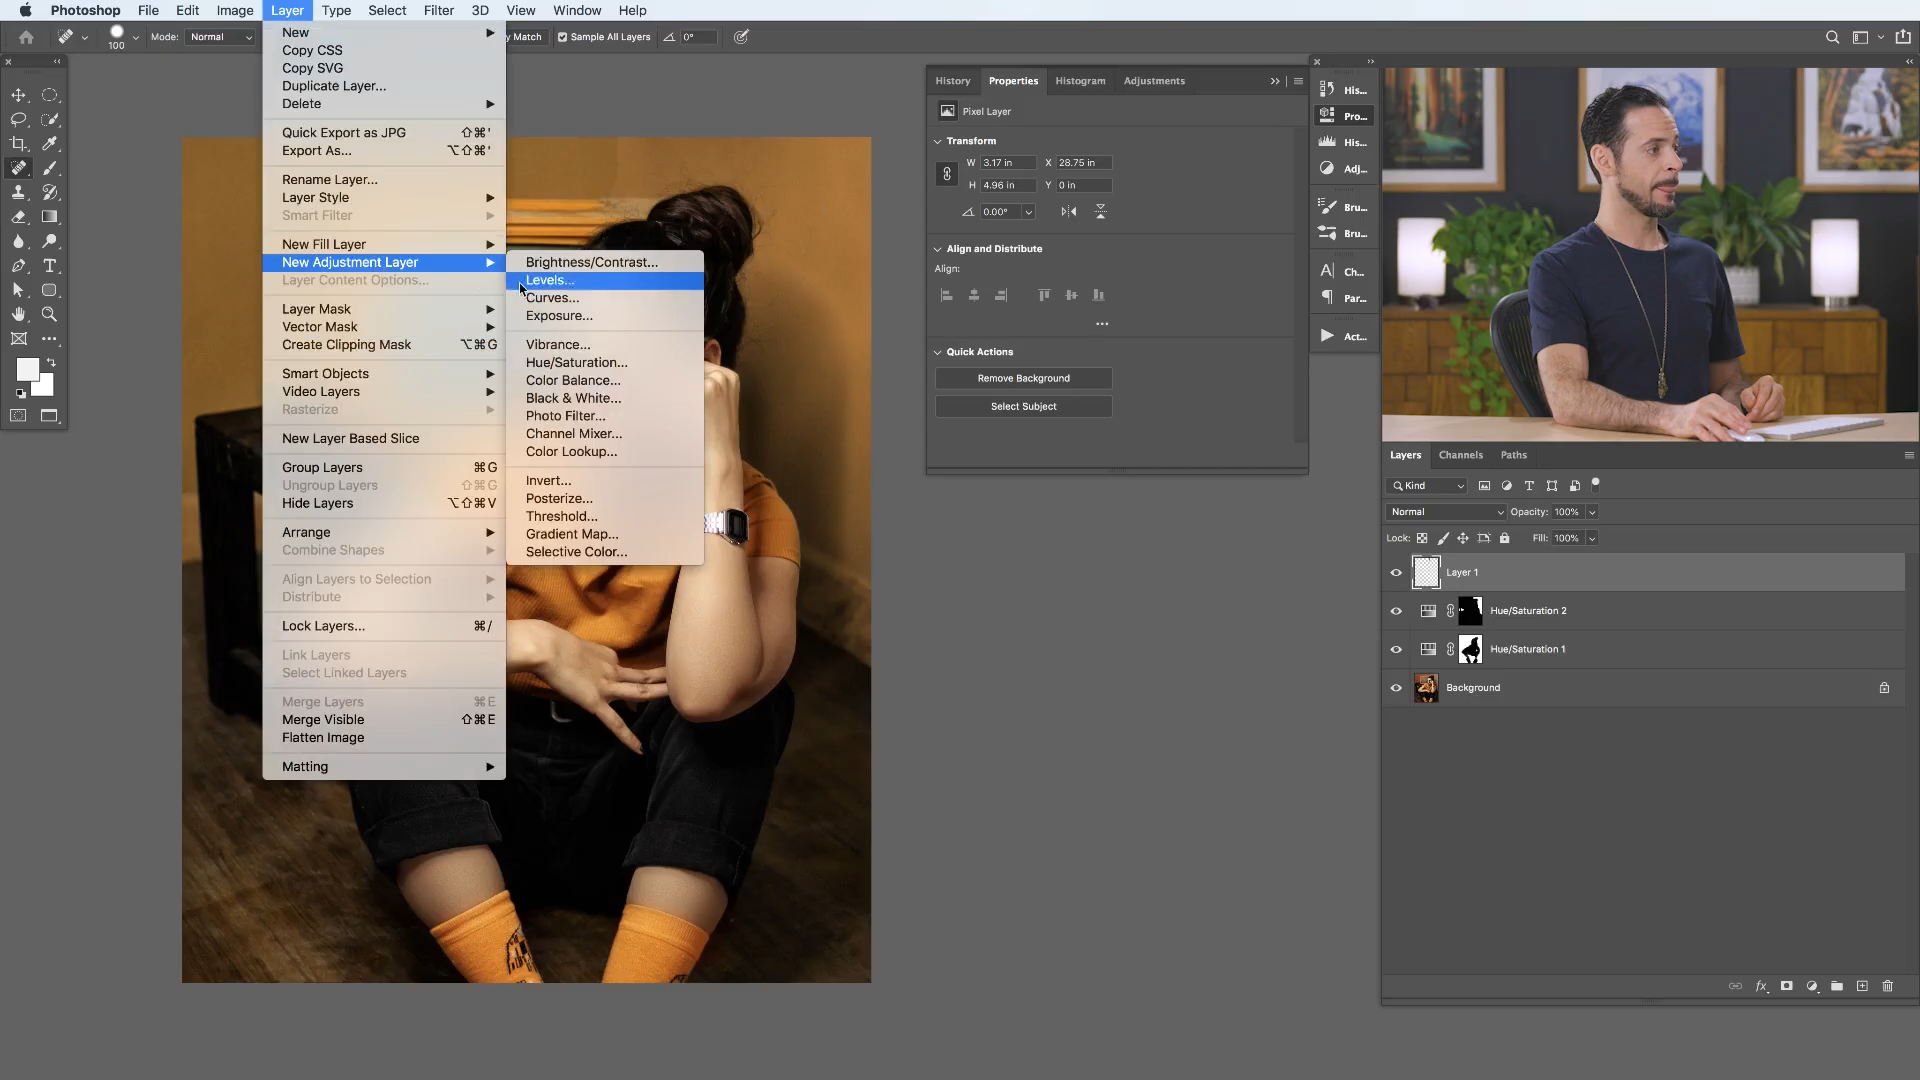 Photoshop File Edit Image Layer Type Select Filter 3D View Window Help
100 Mode: Normal y Match Sample All Layers 0°
New
Copy CSS
Copy SVG
Duplicate Layer...
Delete
Quick Export as JPG ⇧⌘'
Export As... ⌥⇧⌘'
Rename Layer...
Layer Style
Smart Filter
New Fill Layer
New Adjustment Layer
Layer Content Options...
Layer Mask
Vector Mask
Create Clipping Mask ⌥⌘G
Smart Objects
Video Layers
Rasterize
New Layer Based Slice
Group Layers ⌘G
Ungroup Layers ⇧⌘G
Hide Layers ⌥⇧⌘V
Arrange
Combine Shapes
Align Layers to Selection
Distribute
Lock Layers... ⌘/
Link Layers
Select Linked Layers
Merge Layers ⌘E
Merge Visible ⇧⌘E
Flatten Image
Matting
Brightness/Contrast...
Levels...
Curves...
Exposure...
Vibrance...
Hue/Saturation...
Color Balance...
Black & White...
Photo Filter...
Channel Mixer...
Color Lookup...
Invert...
Posterize...
Threshold...
Gradient Map...
Selective Color...
History Properties Histogram Adjustments
Pixel Layer
Transform
W 3.17 in X 28.75 in
H 4.96 in Y 0 in
0.00°
Align and Distribute
Align:
Quick Actions
Remove Background
Select Subject
His...
Pro...
His...
Adj...
Bru...
Bru...
Ch...
Par...
Act...
Layers Channels Paths
Kind
Normal Opacity: 100%
Lock: Fill: 100%
Layer 1
Hue/Saturation 2
Hue/Saturation 1
Background
fx